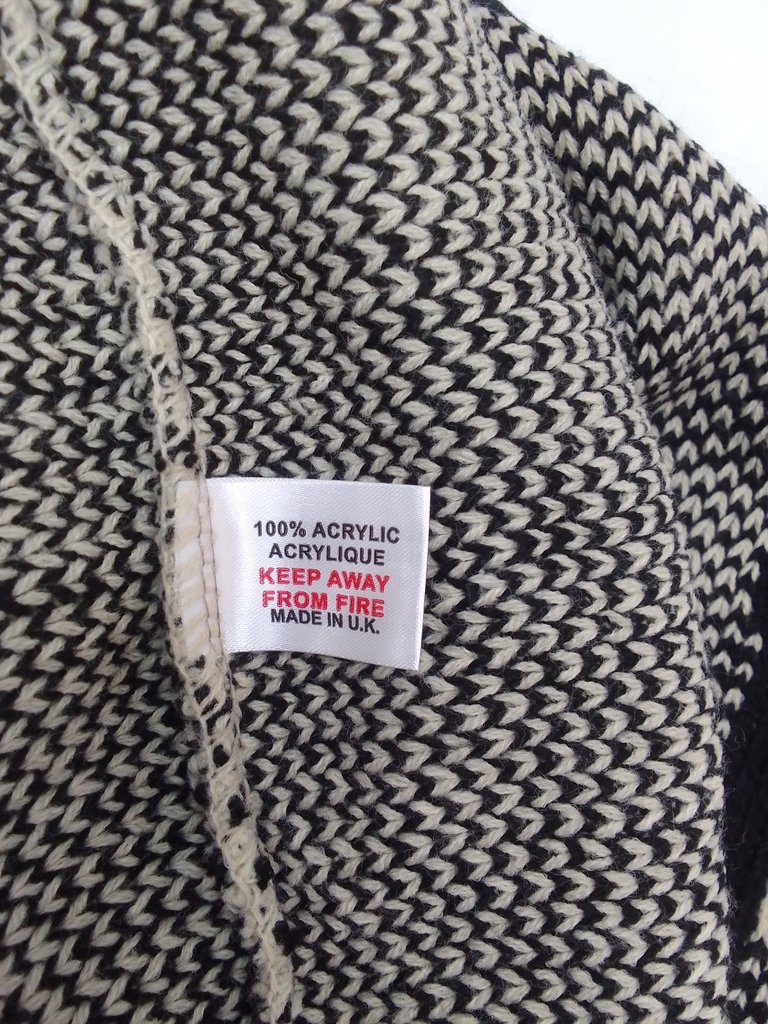 100% ACRYLIC
ACRYLIQUE
KEEP AWAY
FROM FIRE
MADE IN U.K.